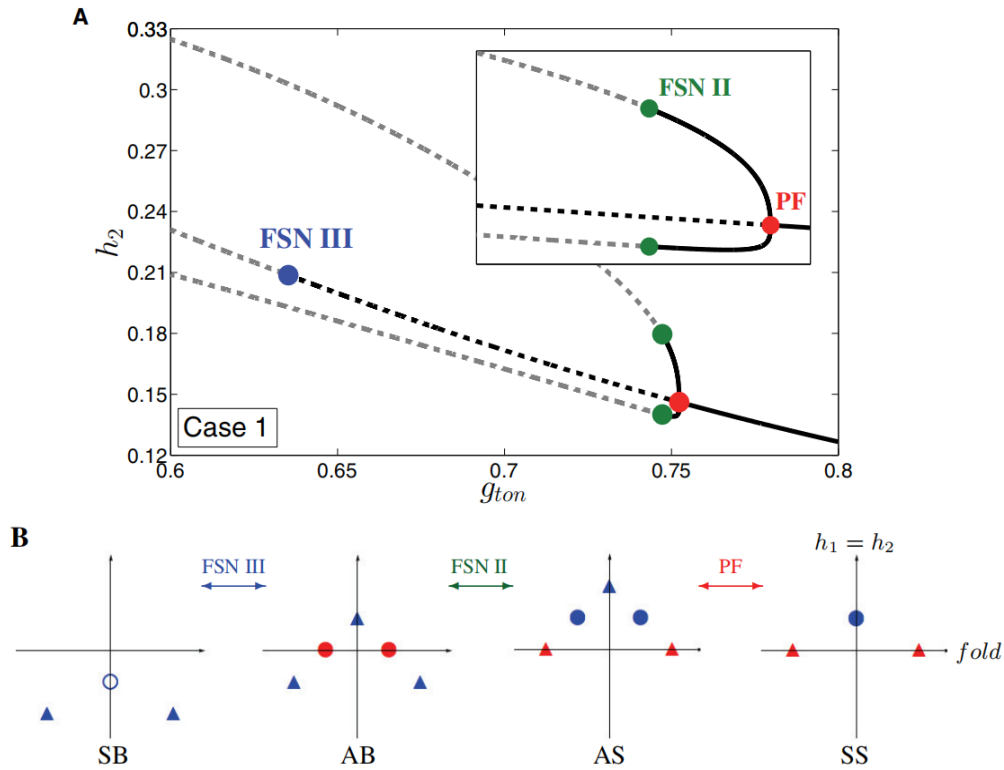 A
0.33
0.3
0.27
0.24
0.21
0.18
0.15
0.12
h₂
FSN II
PF
FSN III
Case 1
0.6
0.65
0.7
0.75
0.8
g_ton
B
FSN III
FSN II
PF
h₁ = h₂
fold
SB
AB
AS
SS